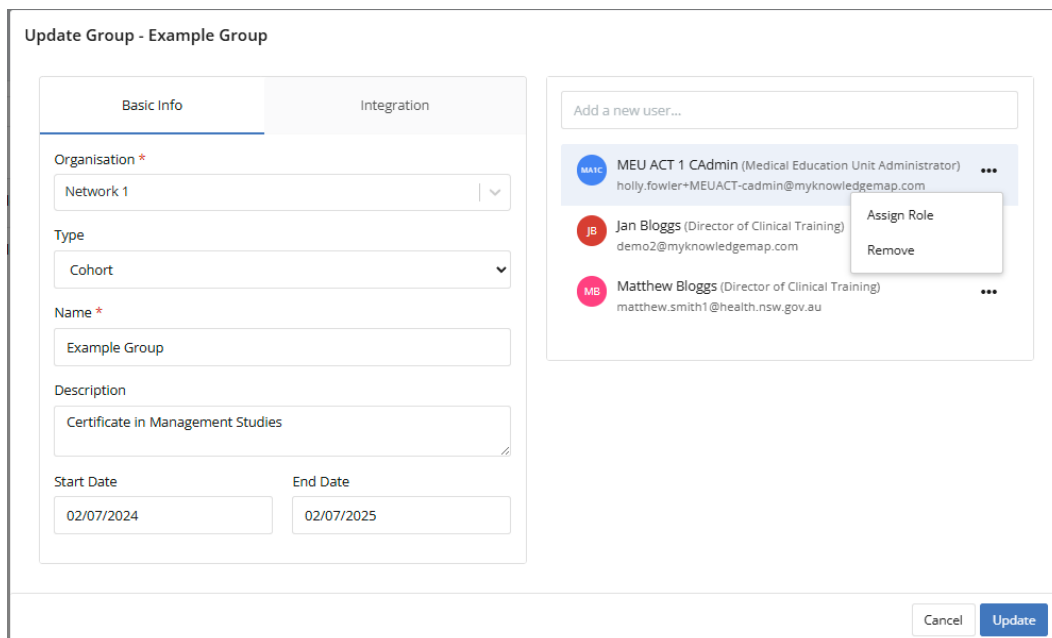 Update Group - Example Group
Basic Info
Integration
Organisation *
Network 1
Type
Cohort
Name *
Example Group
Description
Certificate in Management Studies
Start Date
End Date
02/07/2024
02/07/2025
Add a new user...
MA1C
MEU ACT 1 CAdmin (Medical Education Unit Administrator)
holly.fowler+MEUACT-cadmin@myknowledgemap.com
Assign Role
Remove
JB
Jan Bloggs (Director of Clinical Training)
demo2@myknowledgemap.com
MB
Matthew Bloggs (Director of Clinical Training)
matthew.smith1@health.nsw.gov.au
Cancel
Update